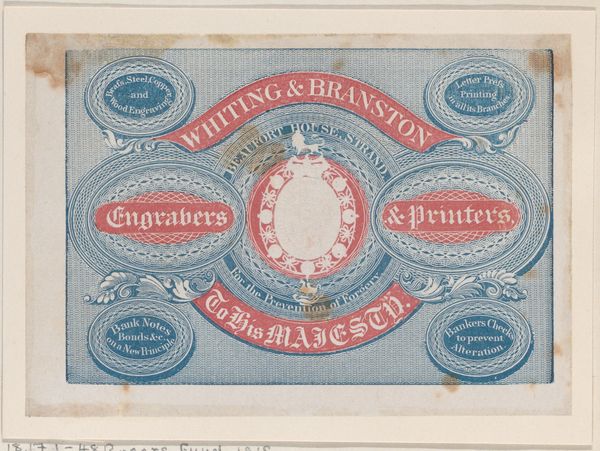 Brass, Steel, Copper,
and
Wood Engraving
Letter Press
Printing
in all its Branches
WHITING & BRANSTON
BEAUFORT HOUSE, STRAND,
Engravers
& Printers,
For the Prevention of Forgery
To His MAJESTY.
Bank Notes
Bonds &c.
on a New Principle
Bankers Checks
to prevent
Alteration